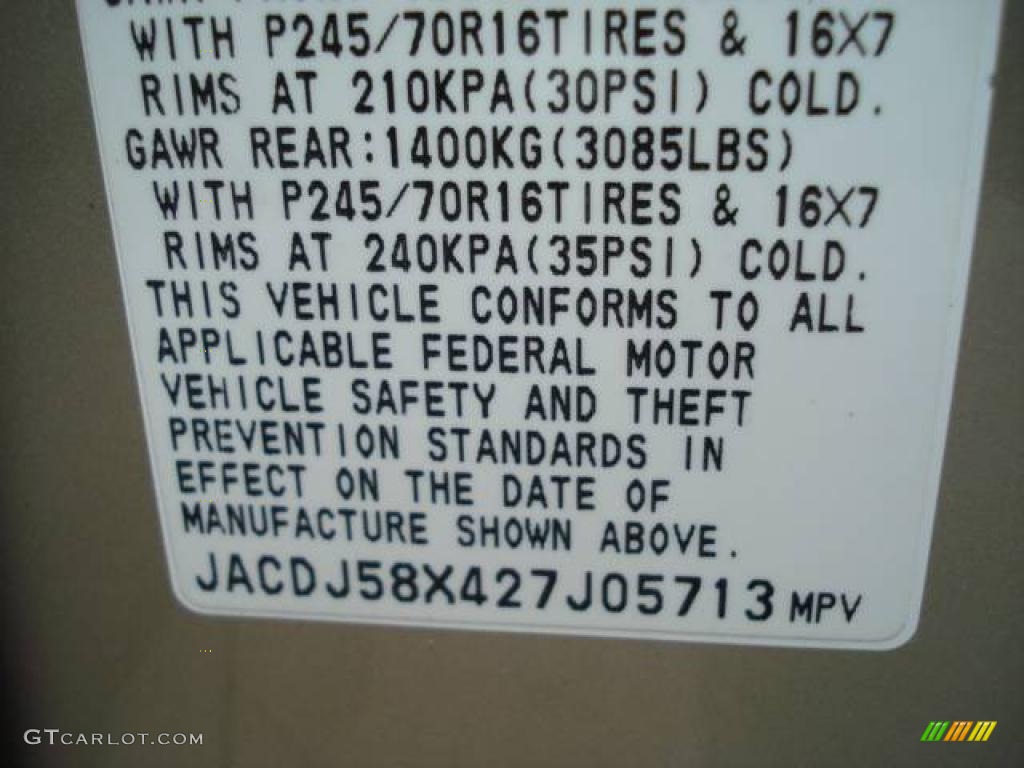 WITH P245/70R16TIRES & 16X7
RIMS AT 210KPA(30PSI) COLD.
GAWR REAR:1400KG(3085LBS)
WITH P245/70R16TIRES & 16X7
RIMS AT 240KPA(35PSI) COLD.
THIS VEHICLE CONFORMS TO ALL
APPLICABLE FEDERAL MOTOR
VEHICLE SAFETY AND THEFT
PREVENTION STANDARDS IN
EFFECT ON THE DATE OF
MANUFACTURE SHOWN ABOVE.
JACDJ58X427J05713 MPV
GTCARLOT.COM